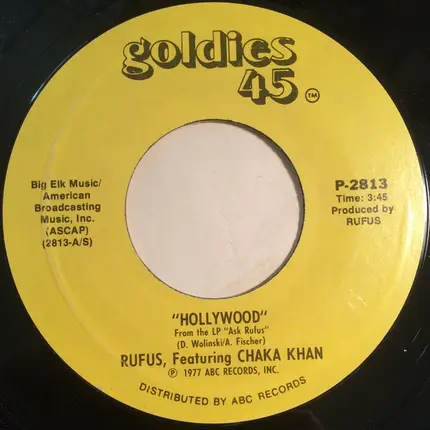 goldies
45 ™
Big Elk Music/
American
Broadcasting
Music, Inc.
(ASCAP)
(2813-A/S)
P-2813
Time: 3:45
Produced by
RUFUS
"HOLLYWOOD"
From the LP "Ask Rufus"
(D. Wolinski/A. Fischer)
RUFUS, Featuring CHAKA KHAN
℗ 1977 ABC RECORDS, INC.
DISTRIBUTED BY ABC RECORDS